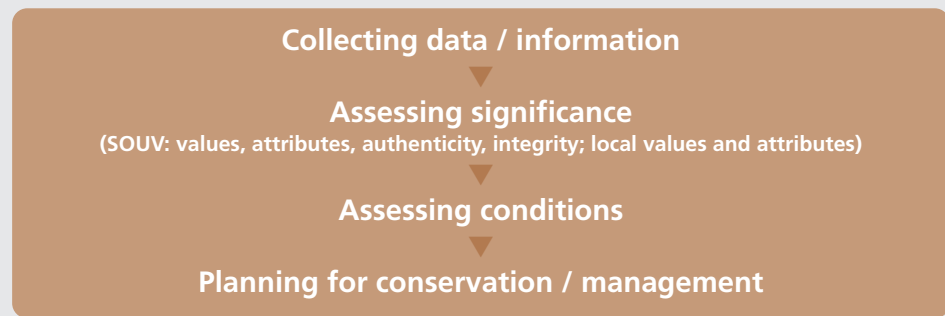 Collecting data / information
Assessing significance
(SOUV: values, attributes, authenticity, integrity; local values and attributes)
Assessing conditions
Planning for conservation / management